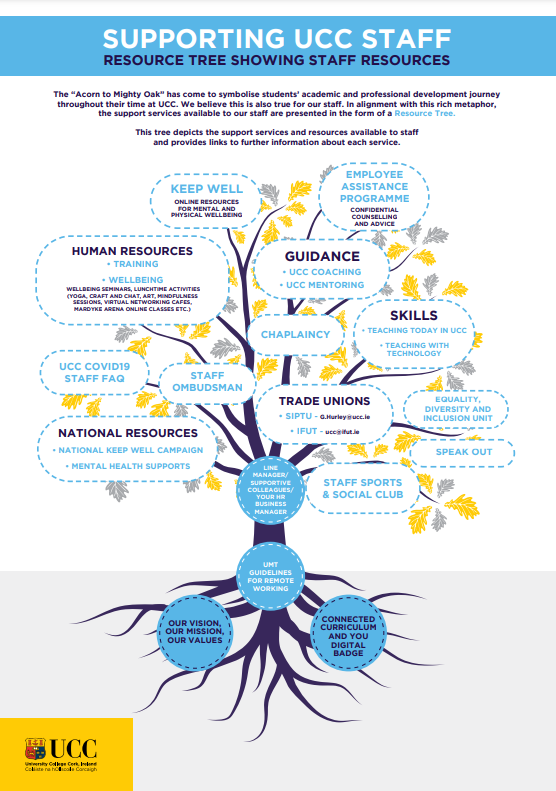 SUPPORTING UCC STAFF
RESOURCE TREE SHOWING STAFF RESOURCES
The “Acorn to Mighty Oak” has come to symbolise students’ academic and professional development journey
throughout their time at UCC. We believe this is also true for our staff. In alignment with this rich metaphor,
the support services available to our staff are presented in the form of a Resource Tree.
This tree depicts the support services and resources available to staff
and provides links to further information about each service.
KEEP WELL
ONLINE RESOURCES
FOR MENTAL AND
PHYSICAL WELLBEING
EMPLOYEE
ASSISTANCE
PROGRAMME
CONFIDENTIAL
COUNSELLING
AND ADVICE
HUMAN RESOURCES
• TRAINING
• WELLBEING
WELLBEING SEMINARS, LUNCHTIME ACTIVITIES
(YOGA, CRAFT AND CHAT, ART, MINDFULNESS
SESSIONS, VIRTUAL NETWORKING CAFES,
MARDYKE ARENA ONLINE CLASSES ETC.)
GUIDANCE
• UCC COACHING
• UCC MENTORING
SKILLS
• TEACHING TODAY IN UCC
• TEACHING WITH
TECHNOLOGY
CHAPLAINCY
UCC COVID19
STAFF FAQ
STAFF
OMBUDSMAN
TRADE UNIONS
• SIPTU - G.Hurley@ucc.ie
• IFUT - ucc@ifut.ie
EQUALITY,
DIVERSITY AND
INCLUSION UNIT
NATIONAL RESOURCES
• NATIONAL KEEP WELL CAMPAIGN
• MENTAL HEALTH SUPPORTS
SPEAK OUT
LINE
MANAGER/
SUPPORTIVE
COLLEAGUES/
YOUR HR
BUSINESS
MANAGER
STAFF SPORTS
& SOCIAL CLUB
UMT
GUIDELINES
FOR REMOTE
WORKING
OUR VISION,
OUR MISSION,
OUR VALUES
CONNECTED
CURRICULUM
AND YOU
DIGITAL
BADGE
UCC
University College Cork, Ireland
Coláiste na hOllscoile Corcaigh